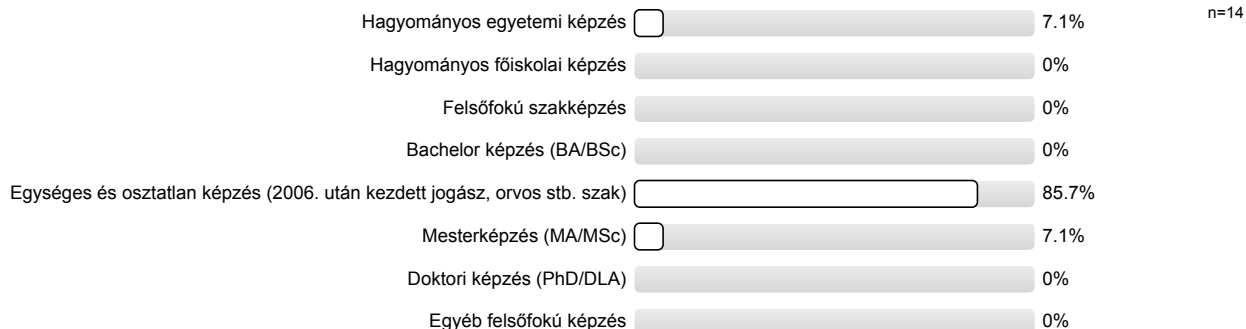 Hagyományos egyetemi képzés 7.1% n=14
Hagyományos főiskolai képzés 0%
Felsőfokú szakképzés 0%
Bachelor képzés (BA/BSc) 0%
Egységes és osztatlan képzés (2006. után kezdett jogász, orvos stb. szak) 85.7%
Mesterképzés (MA/MSc) 7.1%
Doktori képzés (PhD/DLA) 0%
Egyéb felsőfokú képzés 0%